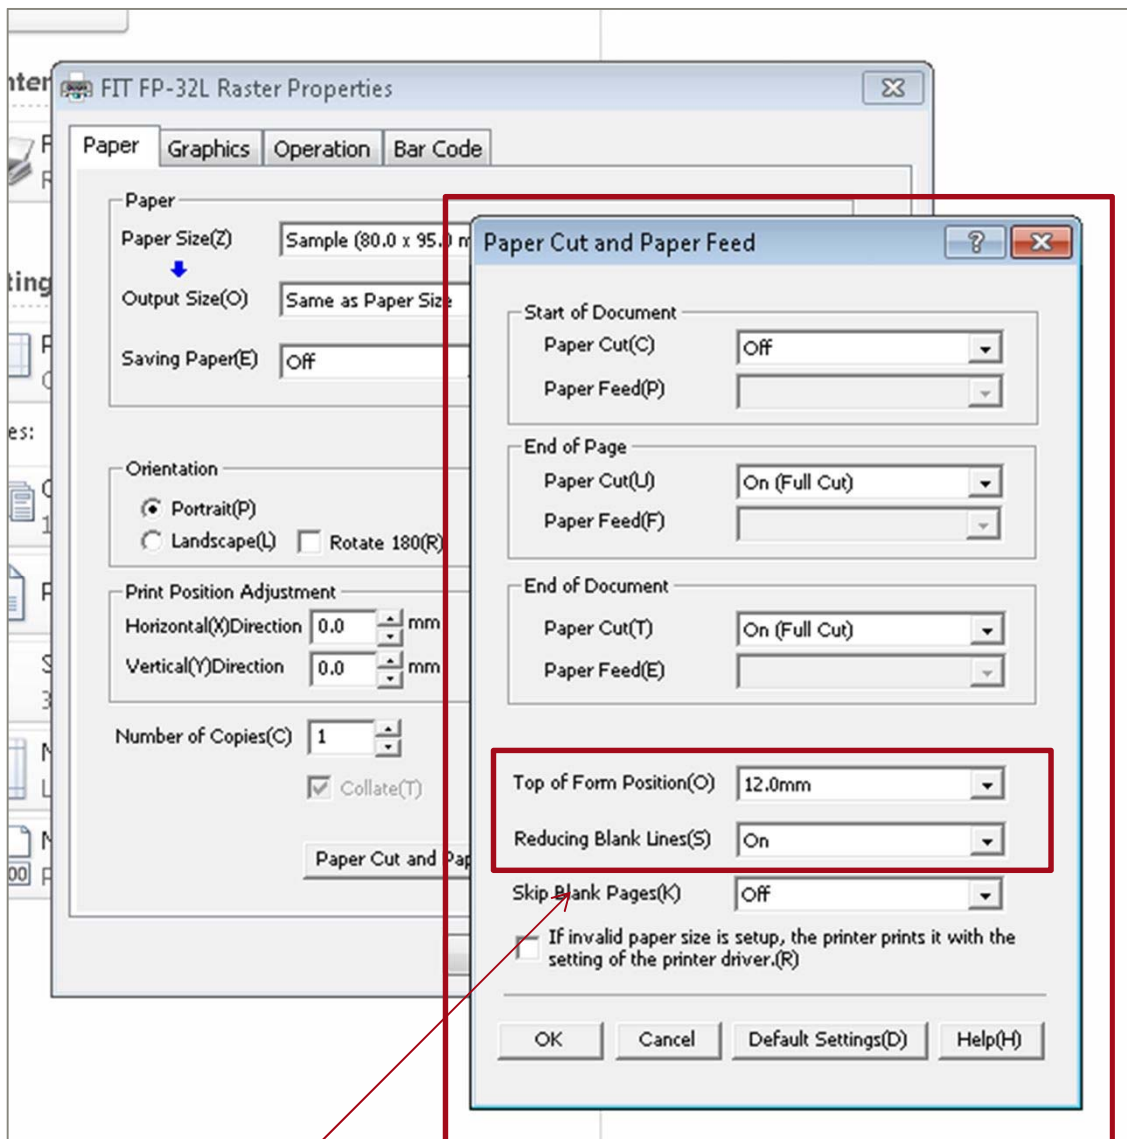 FIT FP-32L Raster Properties
Paper
Graphics
Operation
Bar Code
Paper
Paper Size(Z)
Sample (80.0 x 95.0 m
Output Size(O)
Same as Paper Size
Saving Paper(E)
Off
Orientation
Portrait(P)
Landscape(L)
Rotate 180(R)
Print Position Adjustment
Horizontal(X)Direction
0.0
mm
Vertical(Y)Direction
0.0
mm
Number of Copies(C)
1
Collate(T)
Paper Cut and Pap
Paper Cut and Paper Feed
Start of Document
Paper Cut(C)
Off
Paper Feed(P)
End of Page
Paper Cut(U)
On (Full Cut)
Paper Feed(F)
End of Document
Paper Cut(T)
On (Full Cut)
Paper Feed(E)
Top of Form Position(O)
12.0mm
Reducing Blank Lines(S)
On
Skip Blank Pages(K)
Off
If invalid paper size is setup, the printer prints it with the
setting of the printer driver.(R)
OK
Cancel
Default Settings(D)
Help(H)